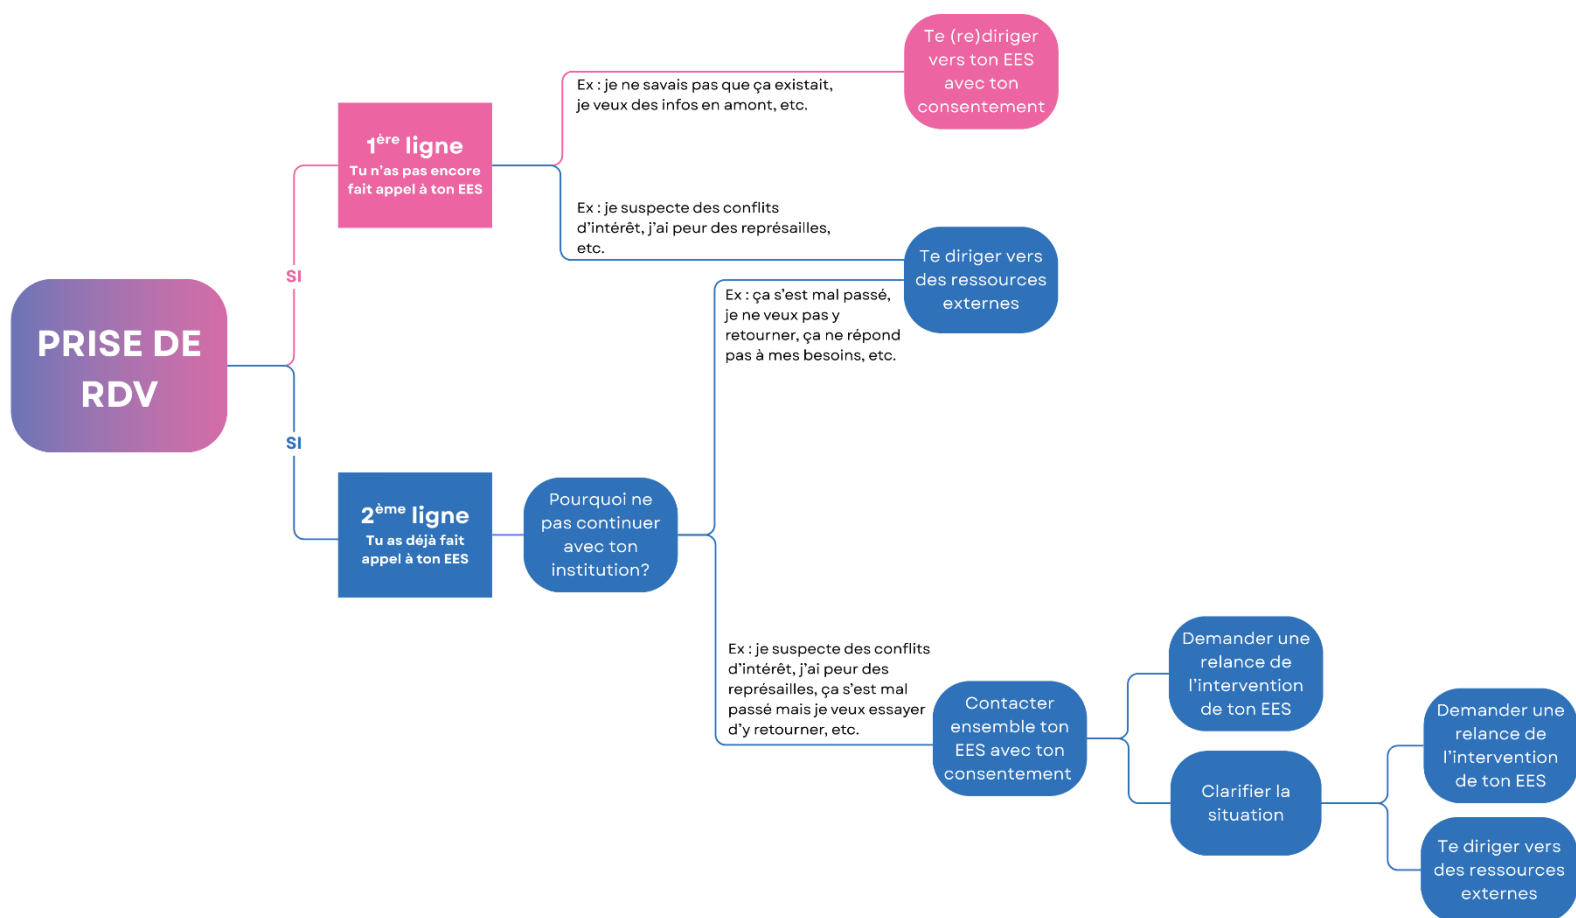 PRISE DE
RDV
SI
SI
1ère ligne
Tu n'as pas encore
fait appel à ton EES
Ex : je ne savais pas que ça existait,
je veux des infos en amont, etc.
Te (re)diriger
vers ton EES
avec ton
consentement
Ex : je suspecte des conflits
d'intérêt, j'ai peur des représailles,
etc.
Te diriger vers
des ressources
externes
2ème ligne
Tu as déjà fait
appel à ton EES
Pourquoi ne
pas continuer
avec ton
institution?
Ex : ça s'est mal passé,
je ne veux pas y
retourner, ça ne répond
pas à mes besoins, etc.
Ex : je suspecte des conflits
d'intérêt, j'ai peur des
représailles, ça s'est mal
passé mais je veux essayer
d'y retourner, etc.
Contacter
ensemble ton
EES avec ton
consentement
Demander une
relance de
l'intervention
de ton EES
Clarifier la
situation
Demander une
relance de
l'intervention
de ton EES
Te diriger vers
des ressources
externes